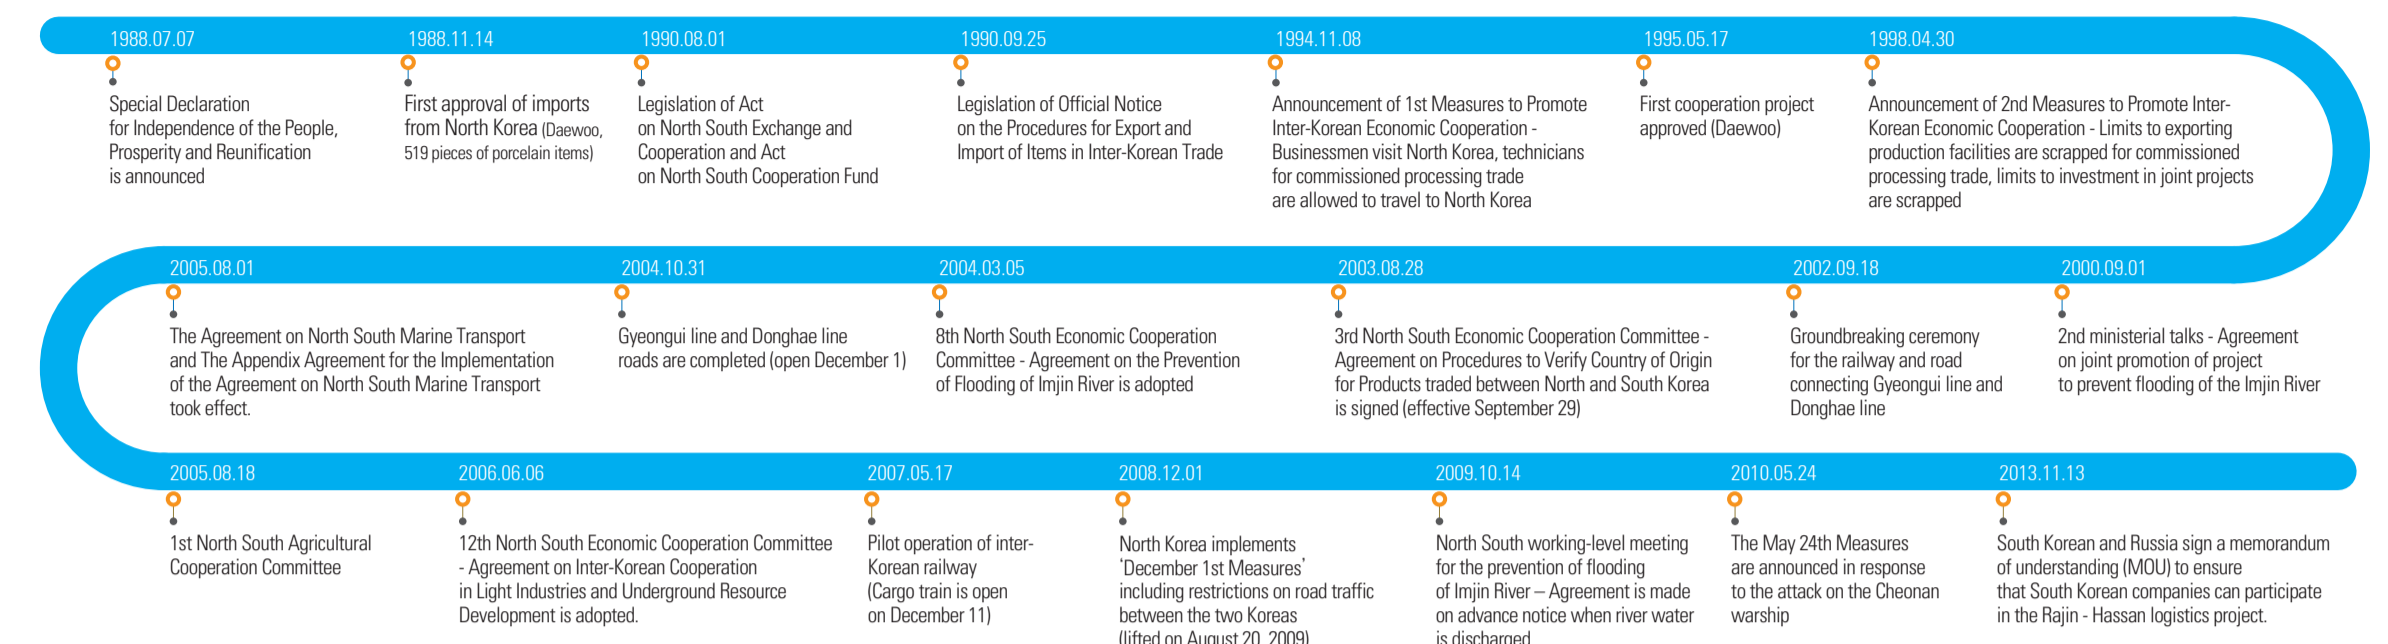 1988.07.07
Special Declaration
for Independence of the People,
Prosperity and Reunification
is announced
1988.11.14
First approval of imports
from North Korea (Daewoo,
519 pieces of porcelain items)
1990.08.01
Legislation of Act
on North South Exchange and
Cooperation and Act
on North South Cooperation Fund
1990.09.25
Legislation of Official Notice
on the Procedures for Export and
Import of Items in Inter-Korean Trade
1994.11.08
Announcement of 1st Measures to Promote
Inter-Korean Economic Cooperation -
Businessmen visit North Korea, technicians
for commissioned processing trade
are allowed to travel to North Korea
1995.05.17
First cooperation project
approved (Daewoo)
1998.04.30
Announcement of 2nd Measures to Promote Inter-
Korean Economic Cooperation - Limits to exporting
production facilities are scrapped for commissioned
processing trade, limits to investment in joint projects
are scrapped
2000.09.01
2nd ministerial talks - Agreement
on joint promotion of project
to prevent flooding of the Imjin River
2002.09.18
Groundbreaking ceremony
for the railway and road
connecting Gyeongui line and
Donghae line
2003.08.28
3rd North South Economic Cooperation Committee -
Agreement on Procedures to Verify Country of Origin
for Products traded between North and South Korea
is signed (effective September 29)
2004.03.05
8th North South Economic Cooperation
Committee - Agreement on the Prevention
of Flooding of Imjin River is adopted
2004.10.31
Gyeongui line and Donghae line
roads are completed (open December 1)
2005.08.01
The Agreement on North South Marine Transport
and The Appendix Agreement for the Implementation
of the Agreement on North South Marine Transport
took effect.
2005.08.18
1st North South Agricultural
Cooperation Committee
2006.06.06
12th North South Economic Cooperation Committee
- Agreement on Inter-Korean Cooperation
in Light Industries and Underground Resource
Development is adopted.
2007.05.17
Pilot operation of inter-
Korean railway
(Cargo train is open
on December 11)
2008.12.01
North Korea implements
‘December 1st Measures’
including restrictions on road traffic
between the two Koreas
(lifted on August 20, 2009)
2009.10.14
North South working-level meeting
for the prevention of flooding
of Imjin River – Agreement is made
on advance notice when river water
is discharged
2010.05.24
The May 24th Measures
are announced in response
to the attack on the Cheonan
warship
2013.11.13
South Korean and Russia sign a memorandum
of understanding (MOU) to ensure
that South Korean companies can participate
in the Rajin - Hassan logistics project.